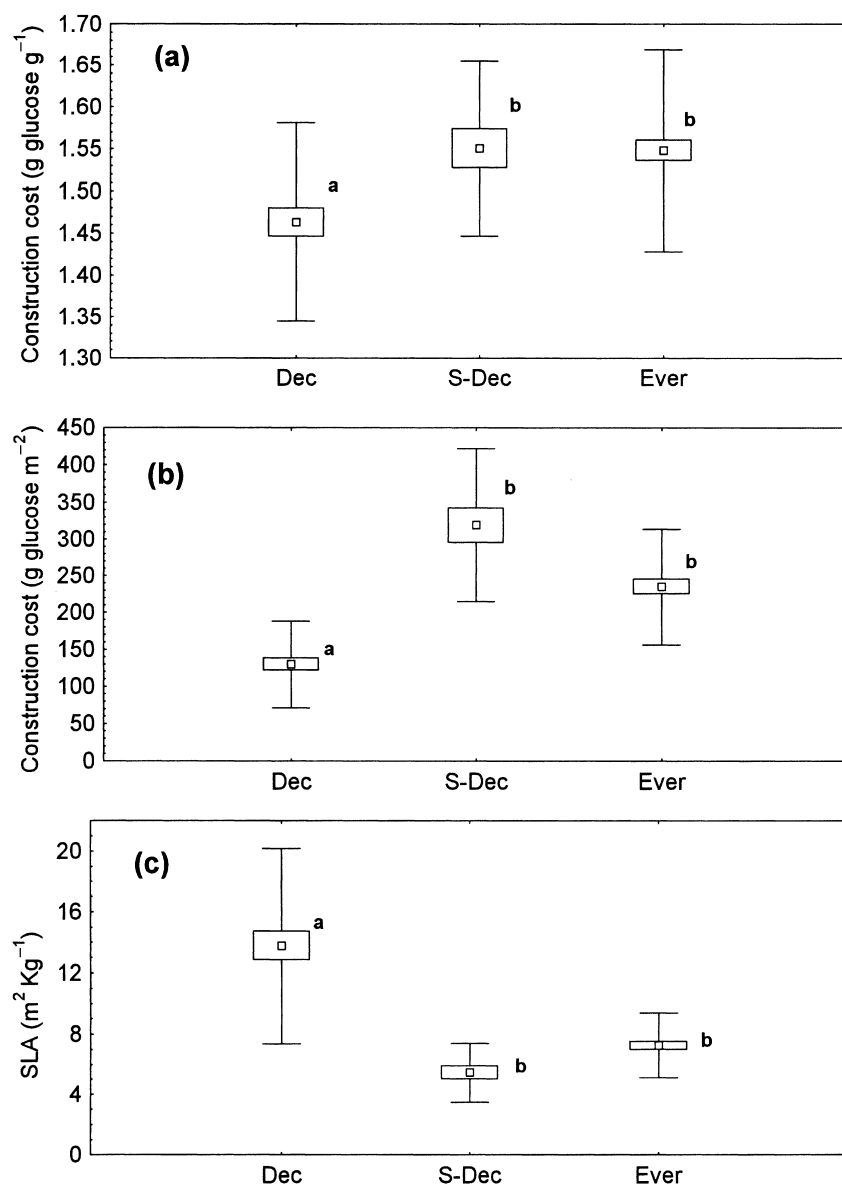 (a)
Construction cost (g glucose g⁻¹)
1.70
1.65
1.60
1.55
1.50
1.45
1.40
1.35
1.30
a
b
b
Dec S-Dec Ever
(b)
Construction cost (g glucose m⁻²)
450
400
350
300
250
200
150
100
50
0
a
b
b
Dec S-Dec Ever
(c)
SLA (m² Kg⁻¹)
20
16
12
8
4
0
a
b
b
Dec S-Dec Ever